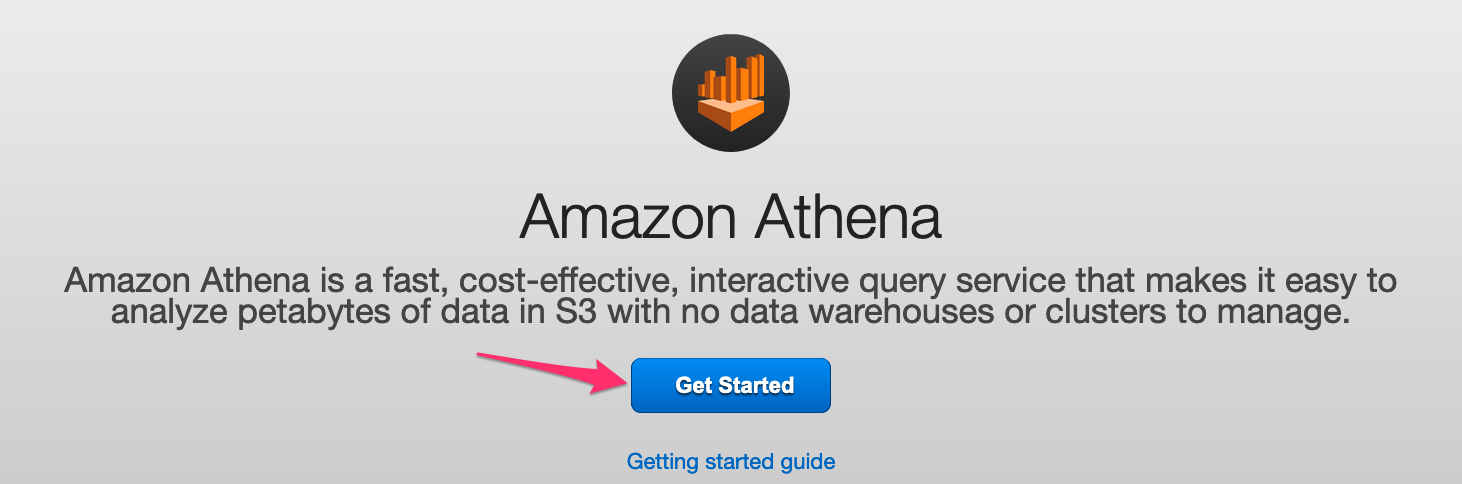 Amazon Athena
Amazon Athena is a fast, cost-effective, interactive query service that makes it easy to
analyze petabytes of data in S3 with no data warehouses or clusters to manage.
Get Started
Getting started guide